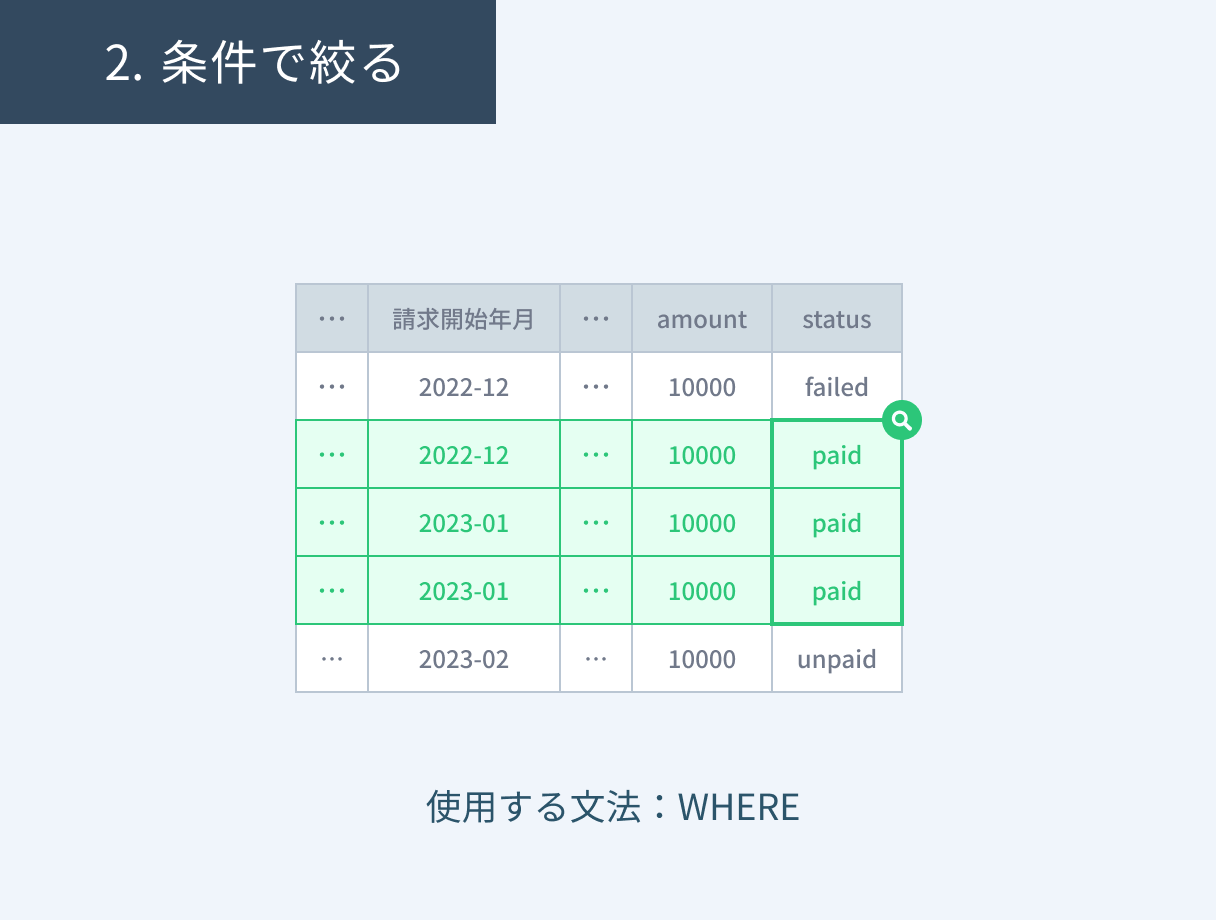 2. 条件で絞る
… 請求開始年月 … amount status
… 2022-12 … 10000 failed
… 2022-12 … 10000 paid
… 2023-01 … 10000 paid
… 2023-01 … 10000 paid
… 2023-02 … 10000 unpaid
使用する文法：WHERE